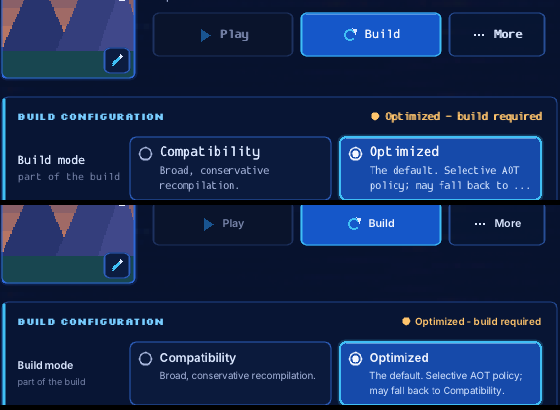 Play
Build
··· More
BUILD CONFIGURATION
Optimized – build required
Build mode
part of the build
Compatibility
Broad, conservative
recompilation.
Optimized
The default. Selective AOT
policy; may fall back to ...
Play
Build
··· More
BUILD CONFIGURATION
Optimized - build required
Build mode
part of the build
Compatibility
Broad, conservative recompilation.
Optimized
The default. Selective AOT policy;
may fall back to Compatibility.